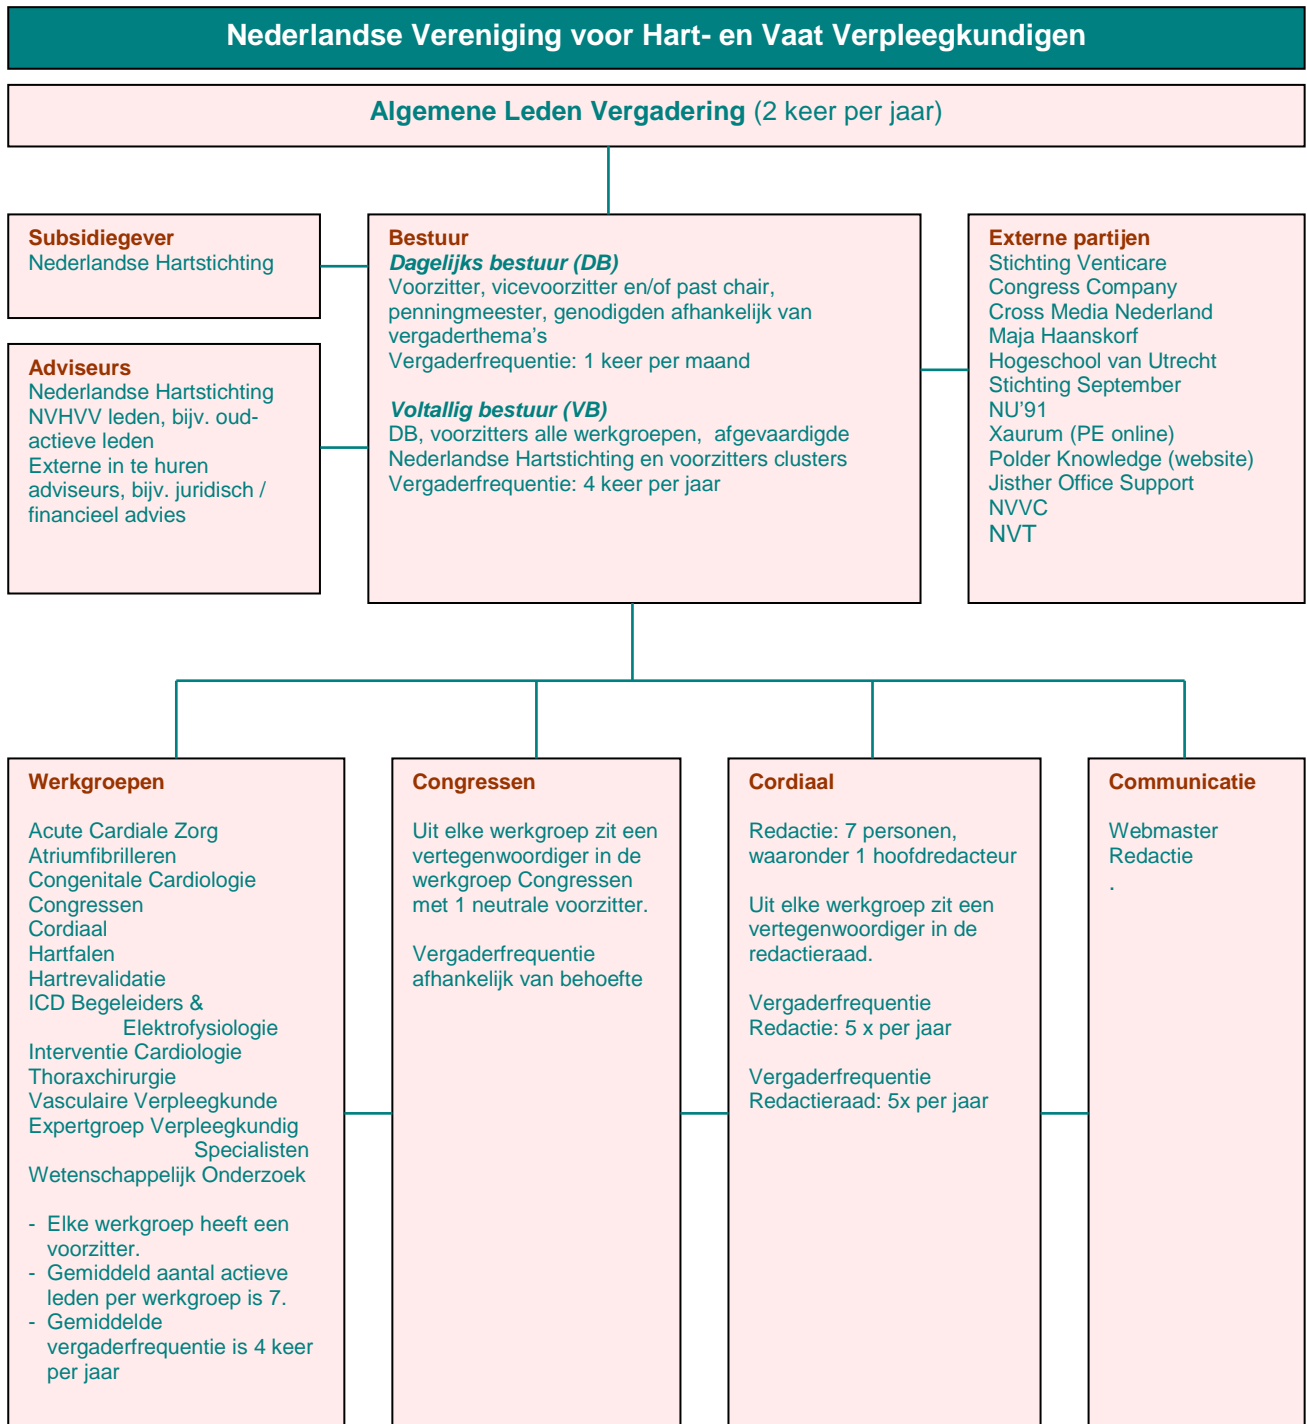 Nederlandse Vereniging voor Hart- en Vaat Verpleegkundigen
Algemene Leden Vergadering (2 keer per jaar)
Subsidiegever
Nederlandse Hartstichting
Adviseurs
Nederlandse Hartstichting
NVHVV leden, bijv. oud-
actieve leden
Externe in te huren
adviseurs, bijv. juridisch /
financieel advies
Bestuur
Dagelijks bestuur (DB)
Voorzitter, vicevoorzitter en/of past chair,
penningmeester, genodigden afhankelijk van
vergaderthema's
Vergaderfrequentie: 1 keer per maand
Voltallig bestuur (VB)
DB, voorzitters alle werkgroepen, afgevaardigde
Nederlandse Hartstichting en voorzitters clusters
Vergaderfrequentie: 4 keer per jaar
Externe partijen
Stichting Venticare
Congress Company
Cross Media Nederland
Maja Haanskorf
Hogeschool van Utrecht
Stichting September
NU'91
Xaurum (PE online)
Polder Knowledge (website)
Jisther Office Support
NVVC
NVT
Werkgroepen
Acute Cardiale Zorg
Atriumfibrilleren
Congenitale Cardiologie
Congressen
Cordiaal
Hartfalen
Hartrevalidatie
ICD Begeleiders &
Elektrofysiologie
Interventie Cardiologie
Thoraxchirurgie
Vasculaire Verpleegkunde
Expertgroep Verpleegkundig
Specialisten
Wetenschappelijk Onderzoek
- Elke werkgroep heeft een
voorzitter.
- Gemiddeld aantal actieve
leden per werkgroep is 7.
- Gemiddelde
vergaderfrequentie is 4 keer
per jaar
Congressen
Uit elke werkgroep zit een
vertegenwoordiger in de
werkgroep Congressen
met 1 neutrale voorzitter.
Vergaderfrequentie
afhankelijk van behoefte
Cordiaal
Redactie: 7 personen,
waaronder 1 hoofdredacteur
Uit elke werkgroep zit een
vertegenwoordiger in de
redactieraad.
Vergaderfrequentie
Redactie: 5 x per jaar
Vergaderfrequentie
Redactieraad: 5x per jaar
Communicatie
Webmaster
Redactie
.